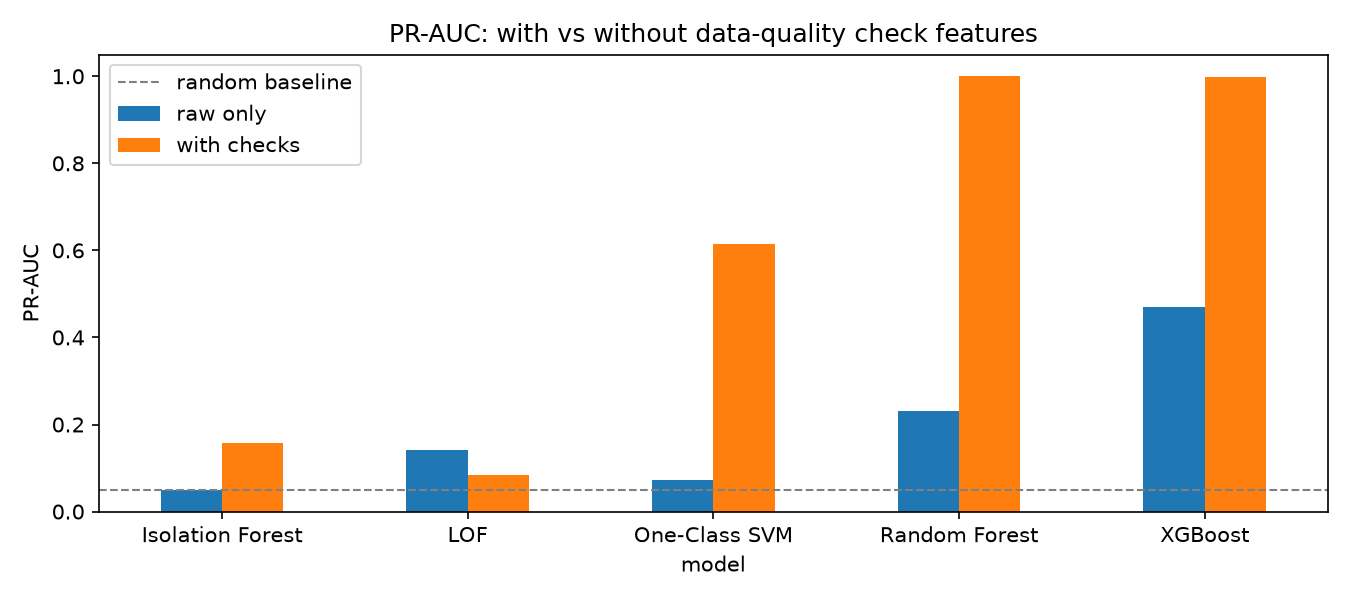 PR-AUC: with vs without data-quality check features
random baseline
raw only
with checks
PR-AUC
1.0
0.8
0.6
0.4
0.2
0.0
Isolation Forest
LOF
One-Class SVM
Random Forest
XGBoost
model